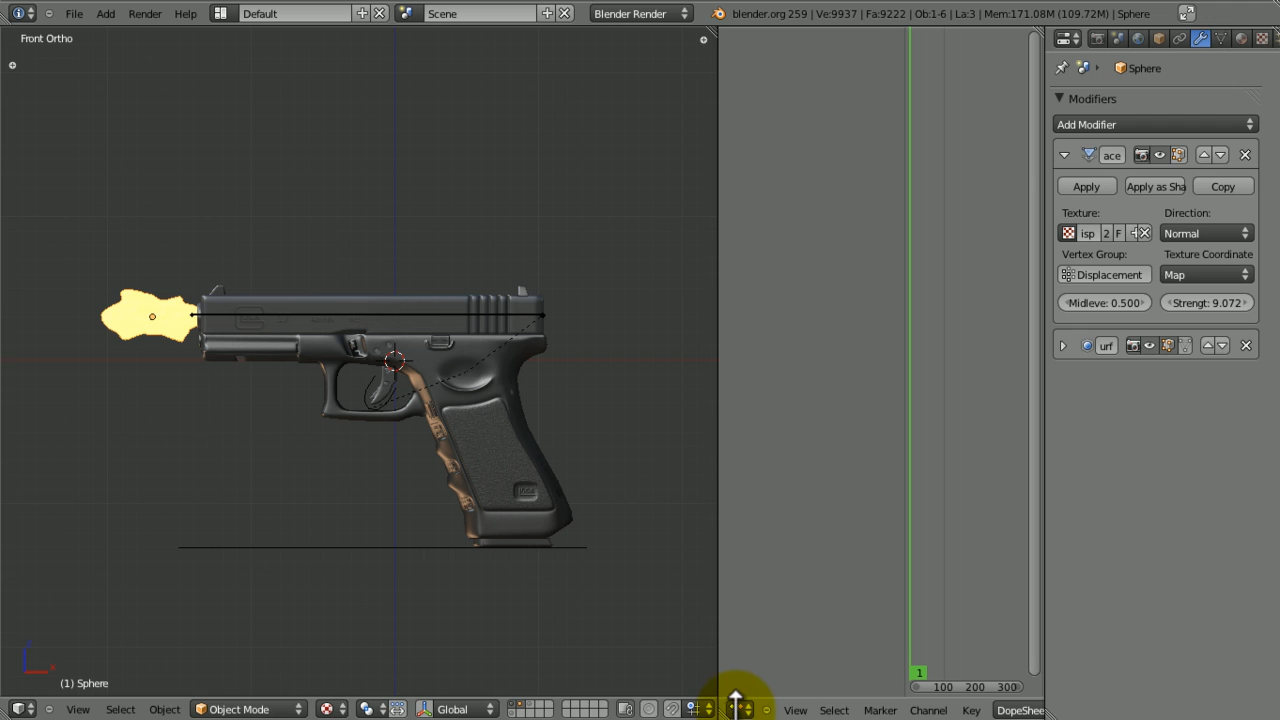 File Add Render Help Default Scene Blender Render blender.org 259 | Ve:9937 | Fa:9222 | Ob:1-6 | La:3 | Mem:171.08M (109.72M) | Sphere
Front Ortho
Sphere
Modifiers
Add Modifier
ace
Apply Apply as Sha Copy
Texture: Direction:
isp 2 F Normal
Vertex Group: Texture Coordinate
Displacement Map
Midleve: 0.500 Strengt: 9.072
urf
1
(1) Sphere
100 200 300
View Select Object Object Mode Global View Select Marker Channel Key DopeShee